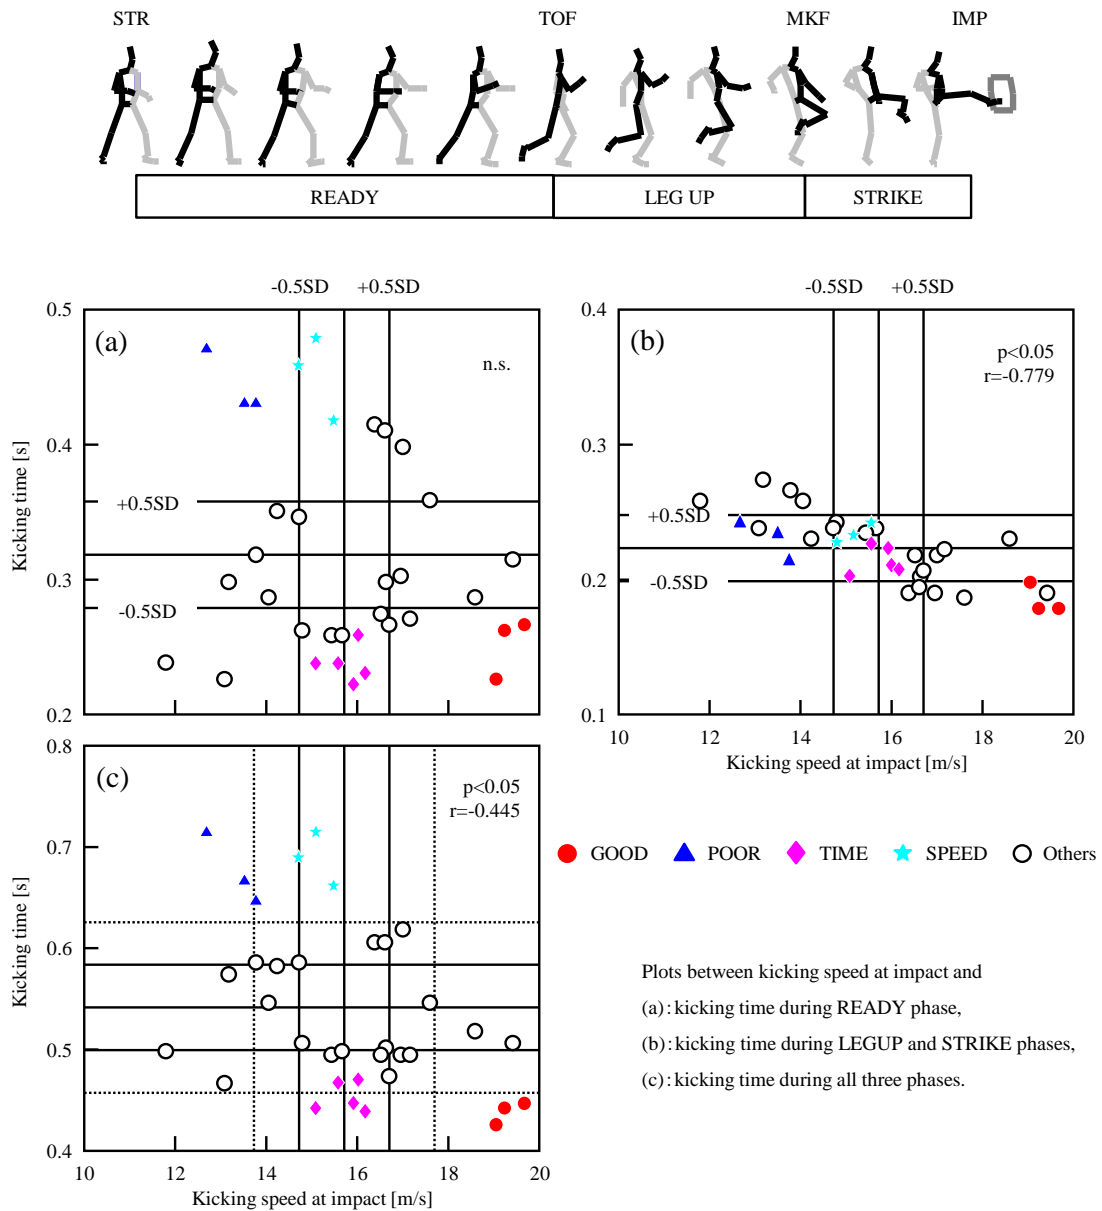 STR TOF MKF IMP
READY LEG UP STRIKE
-0.5SD +0.5SD
-0.5SD +0.5SD
0.5
0.4
0.3
0.2
Kicking time [s]
(a)
n.s.
+0.5SD
-0.5SD
0.4
0.3
0.2
0.1
Kicking time [s]
(b)
p<0.05
r=-0.779
+0.5SD
-0.5SD
10 12 14 16 18 20
Kicking speed at impact [m/s]
0.8
0.7
0.6
0.5
0.4
Kicking time [s]
(c)
p<0.05
r=-0.445
10 12 14 16 18 20
Kicking speed at impact [m/s]
GOOD POOR TIME SPEED Others
Plots between kicking speed at impact and
(a):kicking time during READY phase,
(b):kicking time during LEGUP and STRIKE phases,
(c):kicking time during all three phases.